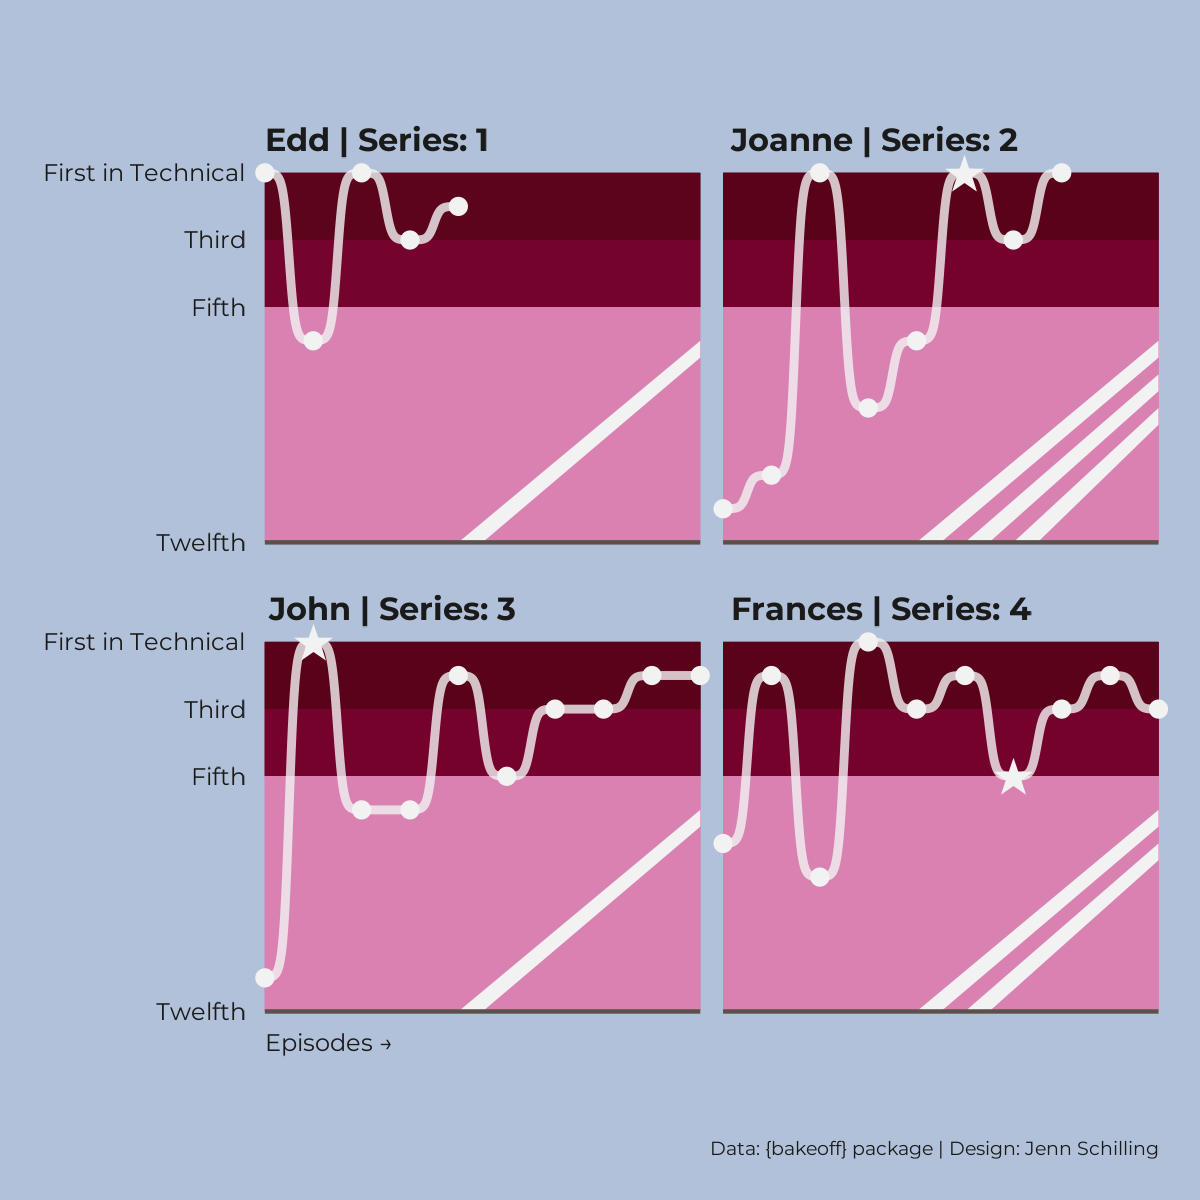 Edd | Series: 1
Joanne | Series: 2
First in Technical
Third
Fifth
Twelfth
John | Series: 3
Frances | Series: 4
First in Technical
Third
Fifth
Twelfth
Episodes →
Data: {bakeoff} package | Design: Jenn Schilling